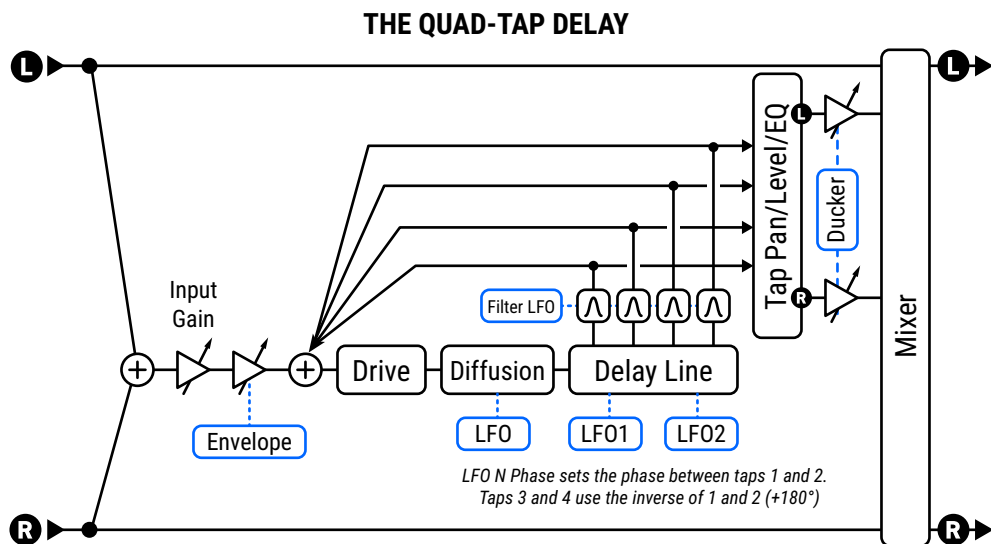 THE QUAD-TAP DELAY
L
L
Tap Pan/Level/EQ
L
R
Ducker
Mixer
Input
Gain
Filter LFO
+
+
Drive
Diffusion
Delay Line
Envelope
LFO
LFO1
LFO2
LFO N Phase sets the phase between taps 1 and 2.
Taps 3 and 4 use the inverse of 1 and 2 (+180°)
R
R